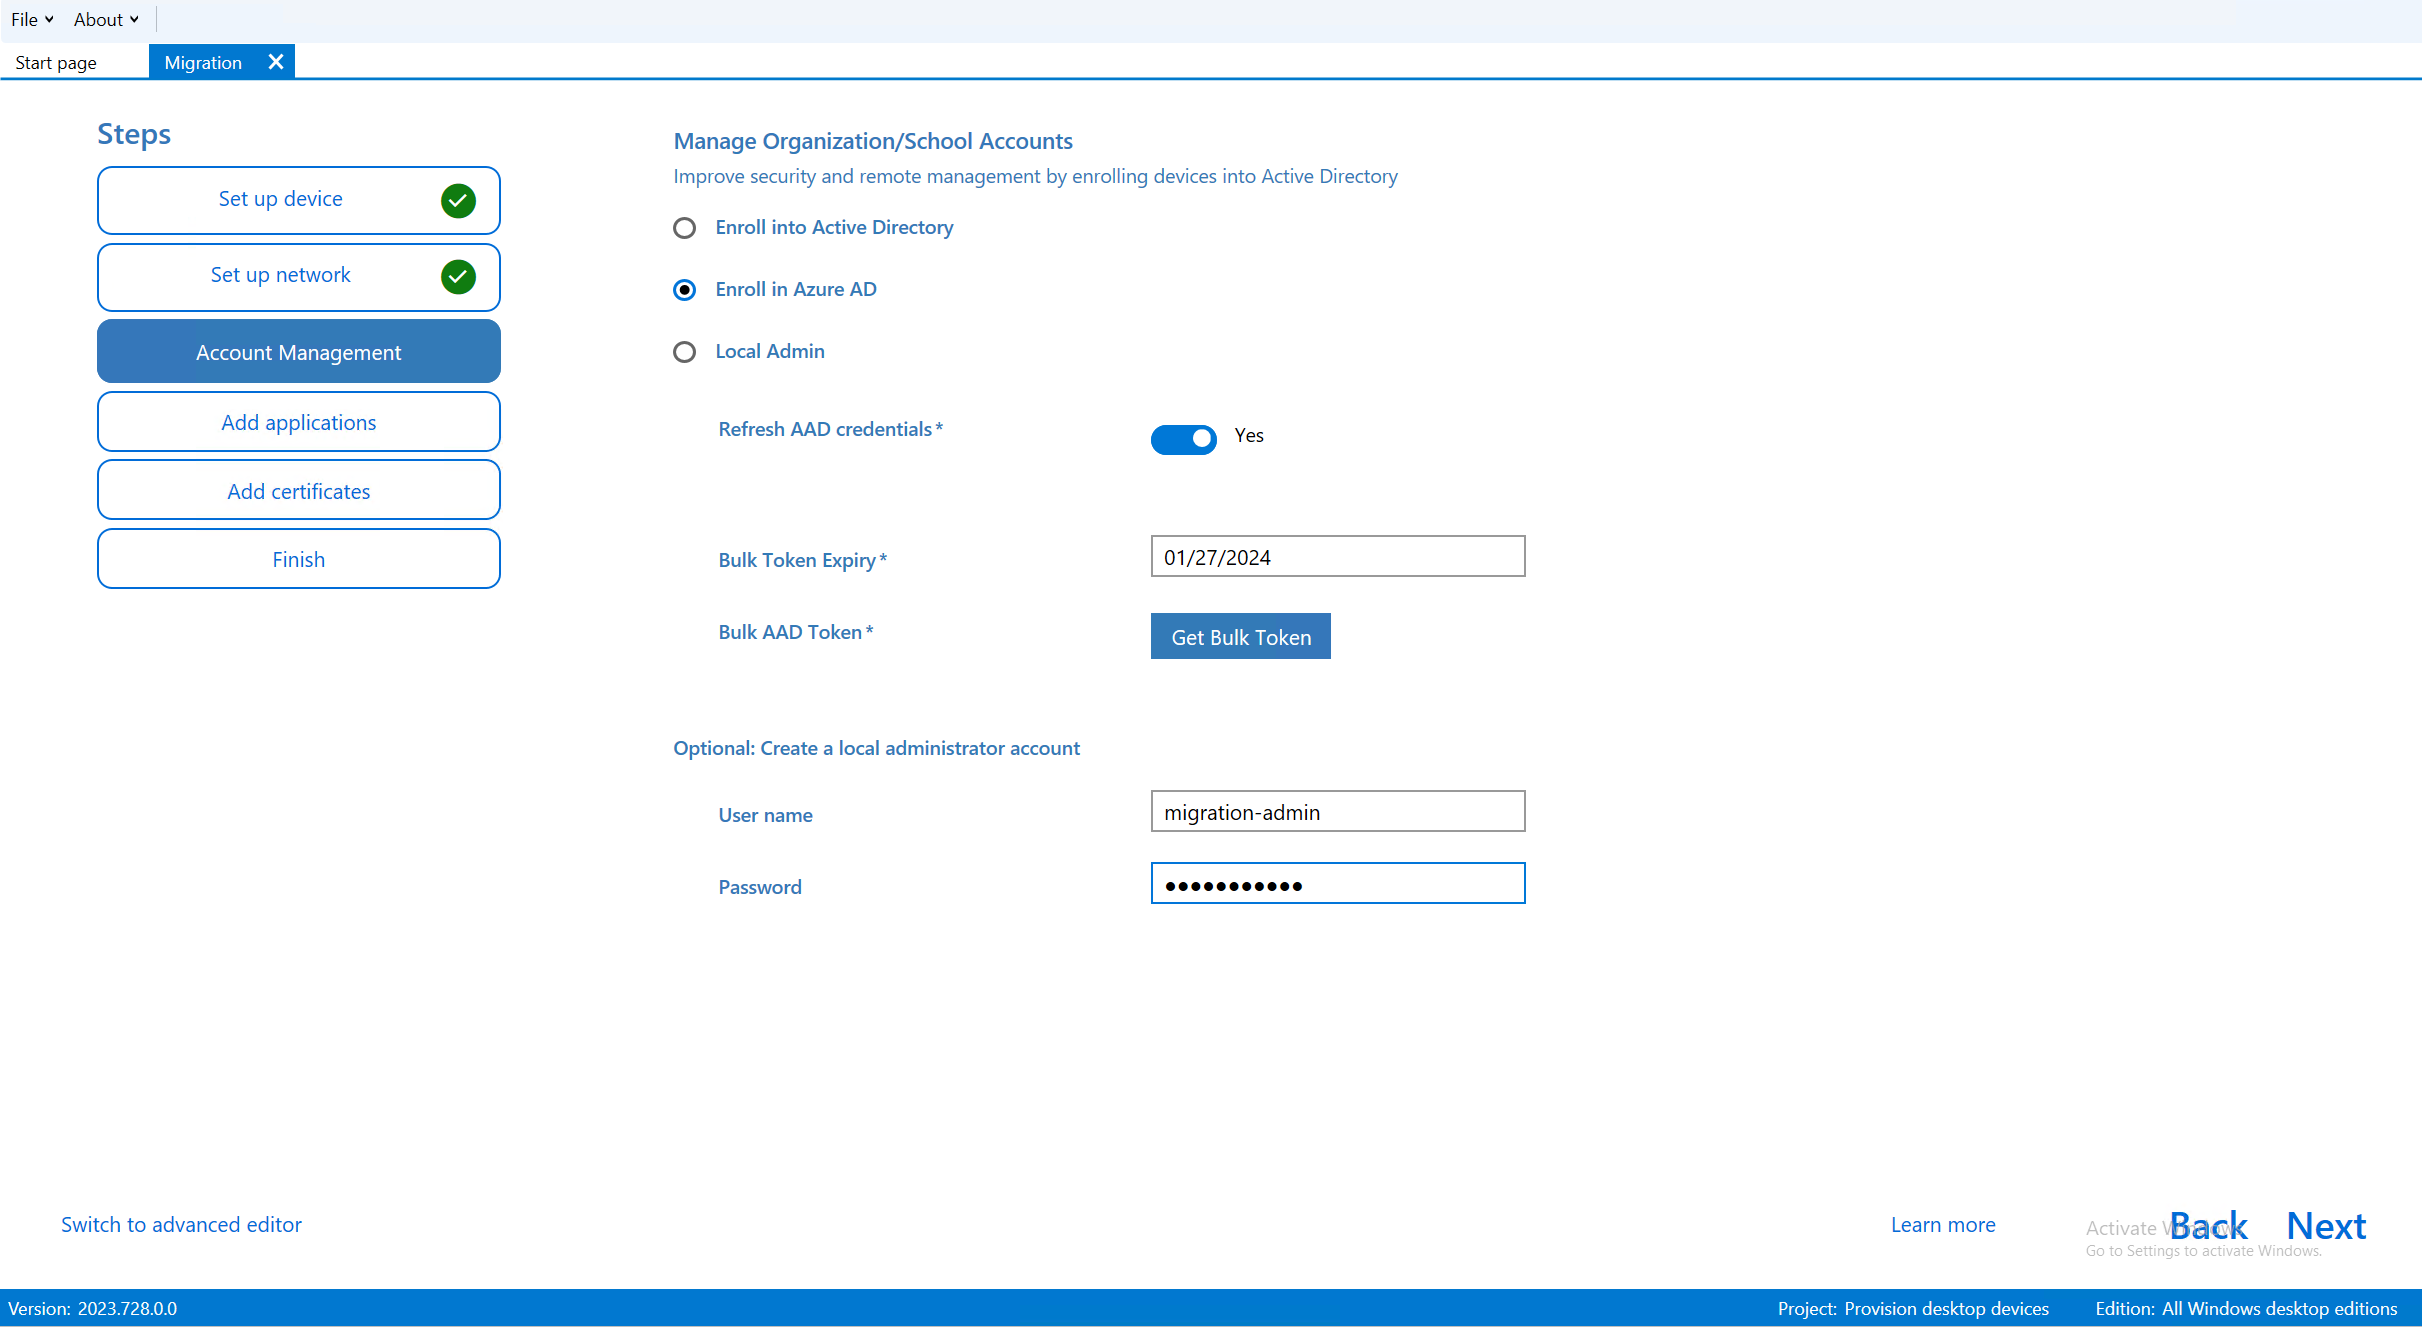 File About
Start page Migration
Steps
Set up device
Set up network
Account Management
Add applications
Add certificates
Finish
Manage Organization/School Accounts
Improve security and remote management by enrolling devices into Active Directory
Enroll into Active Directory
Enroll in Azure AD
Local Admin
Refresh AAD credentials* Yes
Bulk Token Expiry* 01/27/2024
Bulk AAD Token* Get Bulk Token
Optional: Create a local administrator account
User name migration-admin
Password ●●●●●●●●●●●
Switch to advanced editor Learn more Back Next
Activate Windows
Go to Settings to activate Windows.
Version: 2023.728.0.0 Project: Provision desktop devices Edition: All Windows desktop editions